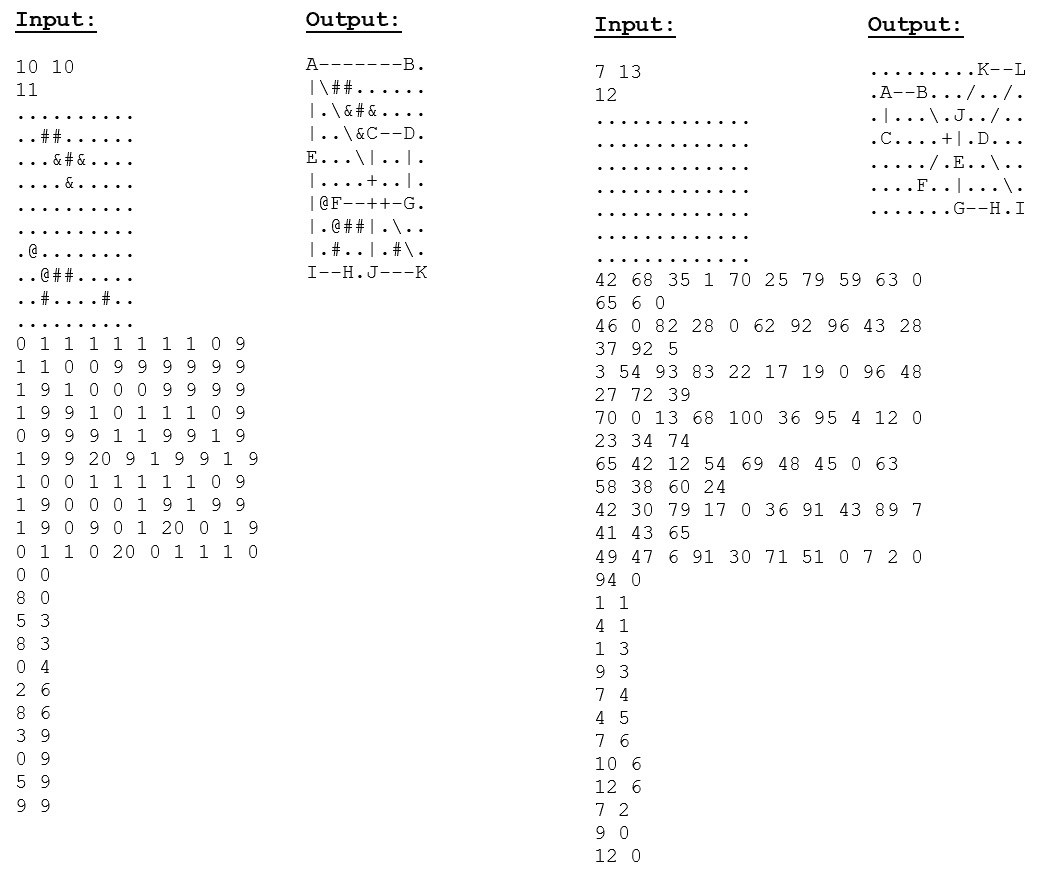 Input:
10 10
11
..........
..##......
...&#&....
....&.....
..........
..........
.@........
..@##.....
..#....#..
..........
0 1 1 1 1 1 1 1 0 9
1 1 0 0 9 9 9 9 9 9
1 9 1 0 0 0 9 9 9 9
1 9 9 1 0 1 1 1 0 9
0 9 9 9 1 1 9 9 1 9
1 9 9 20 9 1 9 9 1 9
1 0 0 1 1 1 1 1 0 9
1 9 0 0 0 1 9 1 9 9
1 9 0 9 0 1 20 0 1 9
0 1 1 0 20 0 1 1 1 0
0 0
8 0
5 3
8 3
0 4
2 6
8 6
3 9
0 9
5 9
9 9
Output:
A-------B.
|\##......
|.\&#&....
|..\&C--D.
E...\|..|.
|....+..|.
|@F--++-G.
|.@##|.\..
|.#..|.#\.
I--H.J---K
Input:
7 13
12
.............
.............
.............
.............
.............
.............
.............
42 68 35 1 70 25 79 59 63 0
65 6 0
46 0 82 28 0 62 92 96 43 28
37 92 5
3 54 93 83 22 17 19 0 96 48
27 72 39
70 0 13 68 100 36 95 4 12 0
23 34 74
65 42 12 54 69 48 45 0 63
58 38 60 24
42 30 79 17 0 36 91 43 89 7
41 43 65
49 47 6 91 30 71 51 0 7 2 0
94 0
1 1
4 1
1 3
9 3
7 4
4 5
7 6
10 6
12 6
7 2
9 0
12 0
Output:
.........K--L
.A--B.../../.
.|...\.J../..
.C....+|.D...
...../.E..\..
....F..|...\.
.......G--H.I